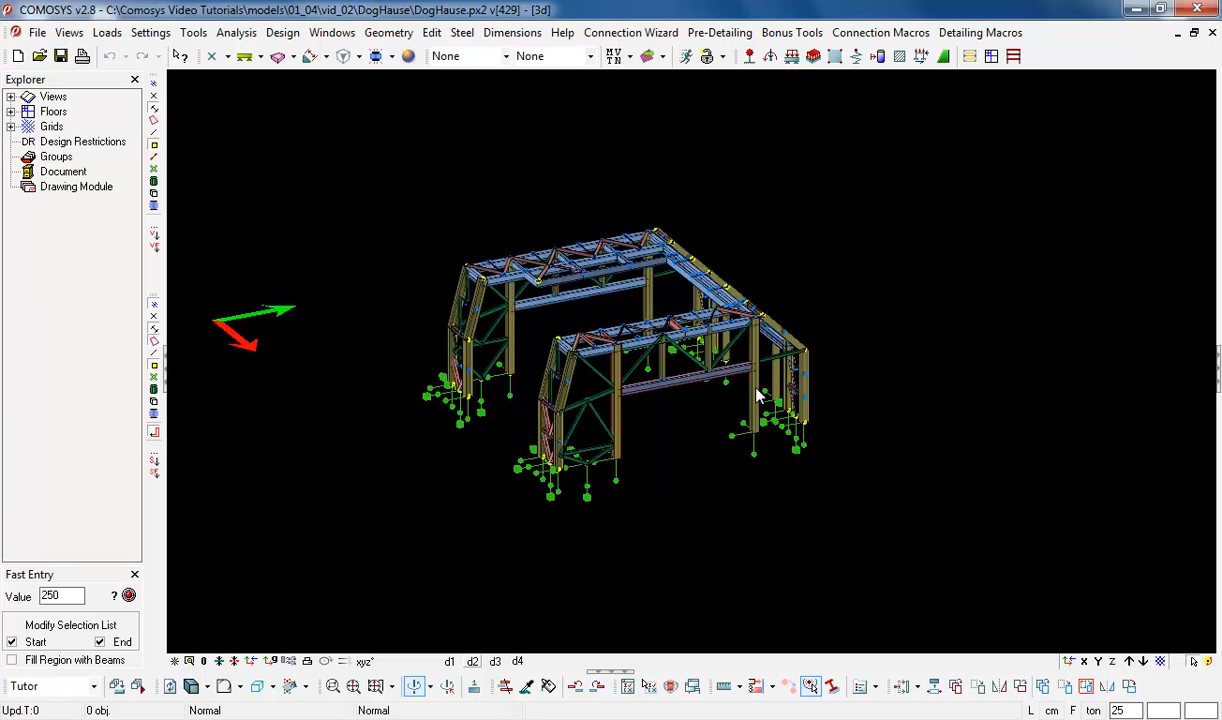 COMOSYS v2.8 - C:\Comosys Video Tutorials\models\01_04\vid_02\DogHause\DogHause.px2 v[429] - [3d]
File Views Loads Settings Tools Analysis Design Windows Geometry Edit Steel Dimensions Help Connection Wizard Pre-Detailing Bonus Tools Connection Macros Detailing Macros
None None MV TN
Explorer
Views
Floors
Grids
DR Design Restrictions
Groups
Document
Drawing Module
Fast Entry
Value 250 ?
Modify Selection List
Start End
Fill Region with Beams
0 xyz° d1 d2 d3 d4 X Y Z
Tutor
Upd.T:0 0 obj. Normal Normal L cm F ton 25